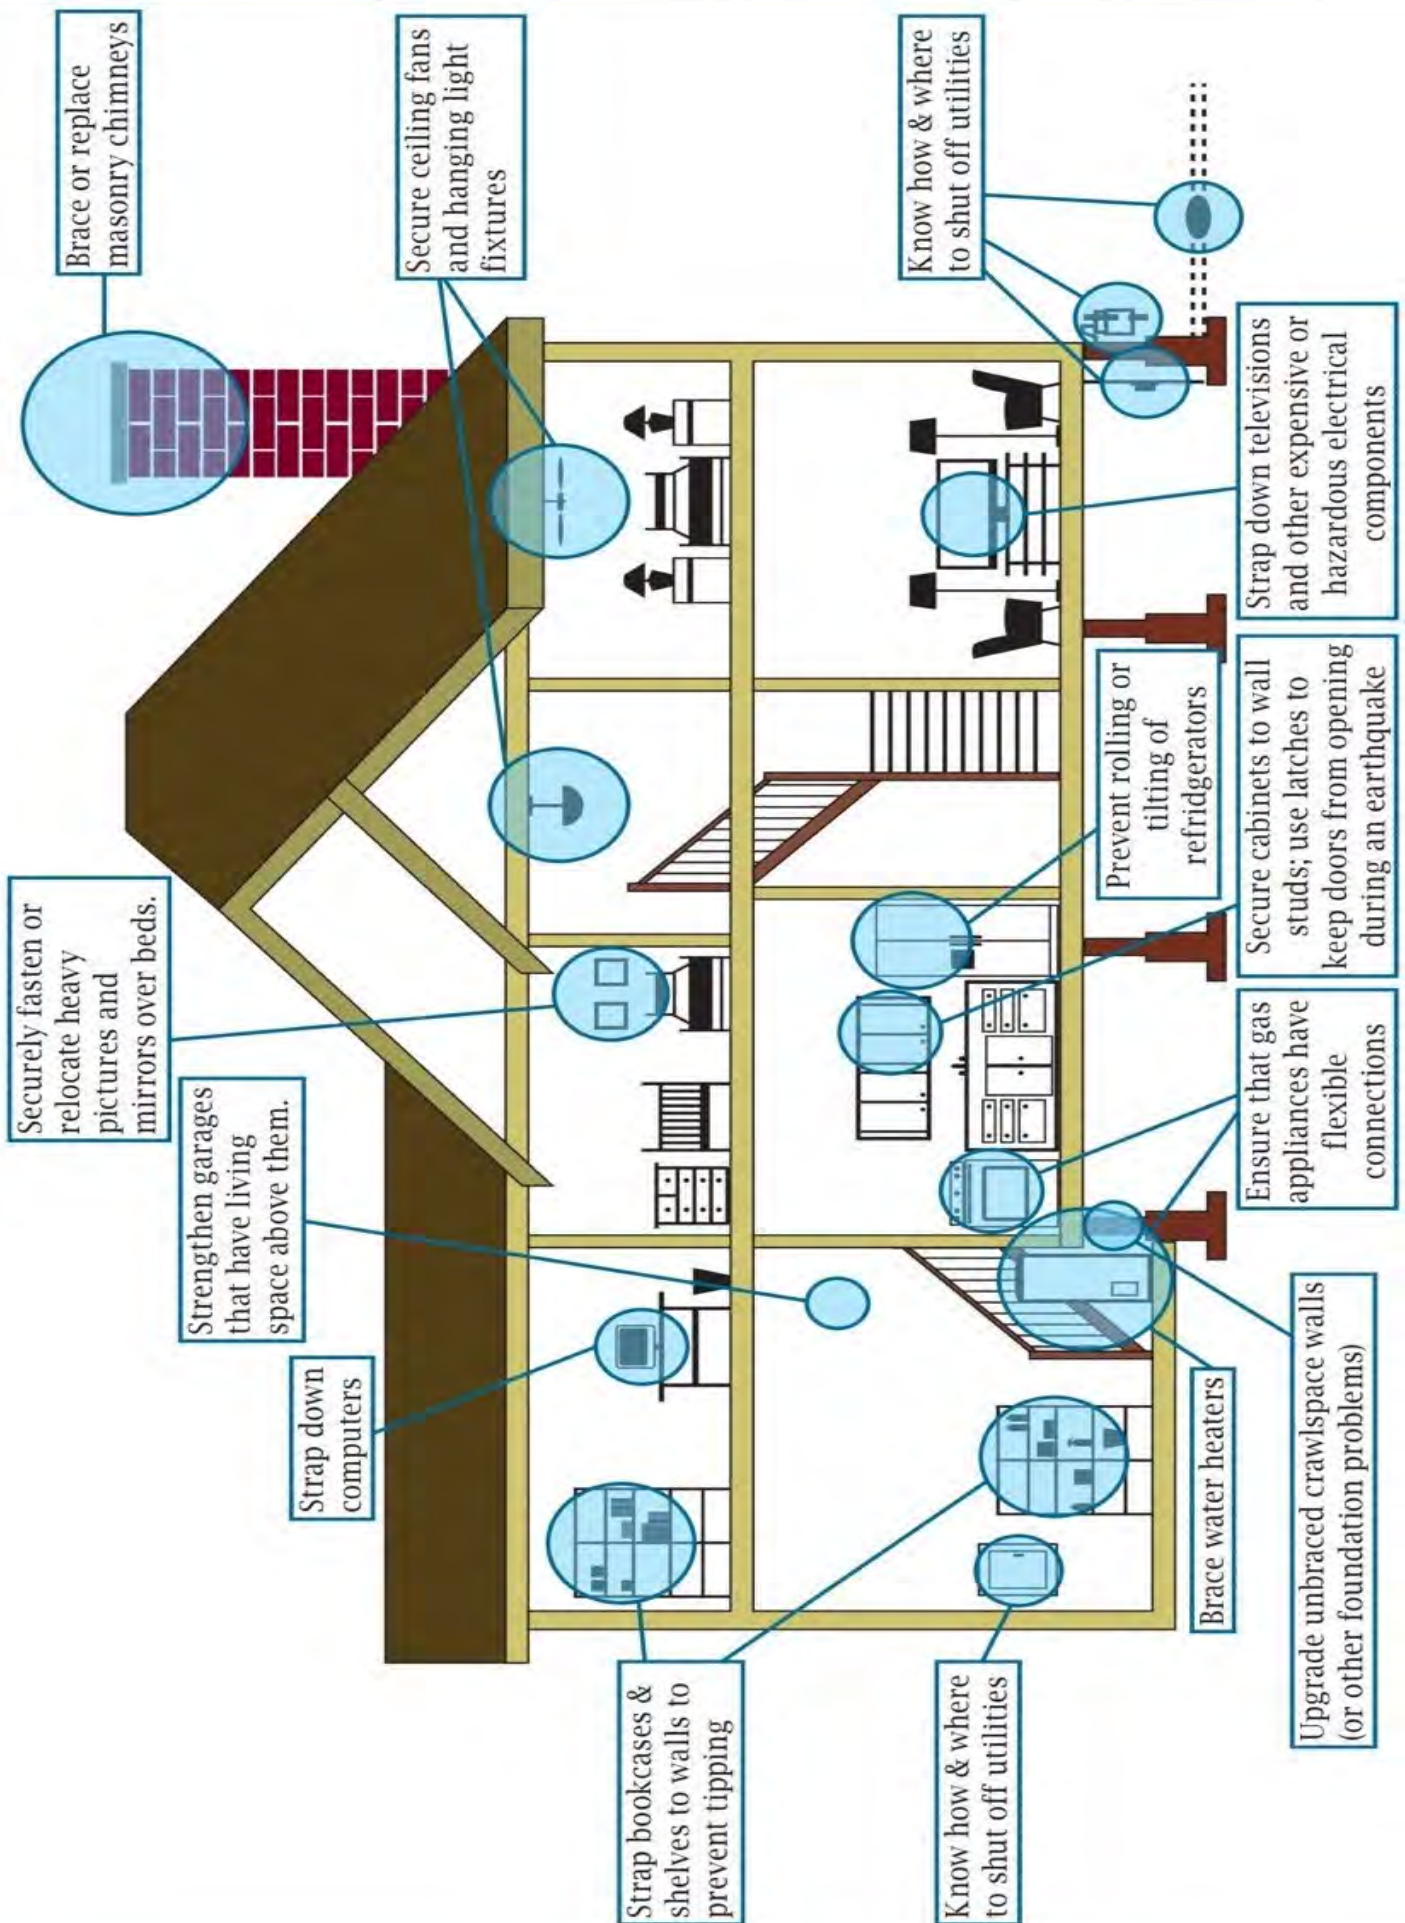 Brace or replace
masonry chimneys
Securely fasten or
relocate heavy
pictures and
mirrors over beds.
Strengthen garages
that have living
space above them.
Strap down
computers
Secure ceiling fans
and hanging light
fixtures
Strap bookcases &
shelves to walls to
prevent tipping
Know how & where
to shut off utilities
Know how & where
to shut off utilities
Prevent rolling or
tilting of
refridgerators
Brace water heaters
Upgrade unbraced crawlspace walls
(or other foundation problems)
Ensure that gas
appliances have
flexible
connections
Secure cabinets to wall
studs; use latches to
keep doors from opening
during an earthquake
Strap down televisions
and other expensive or
hazardous electrical
components